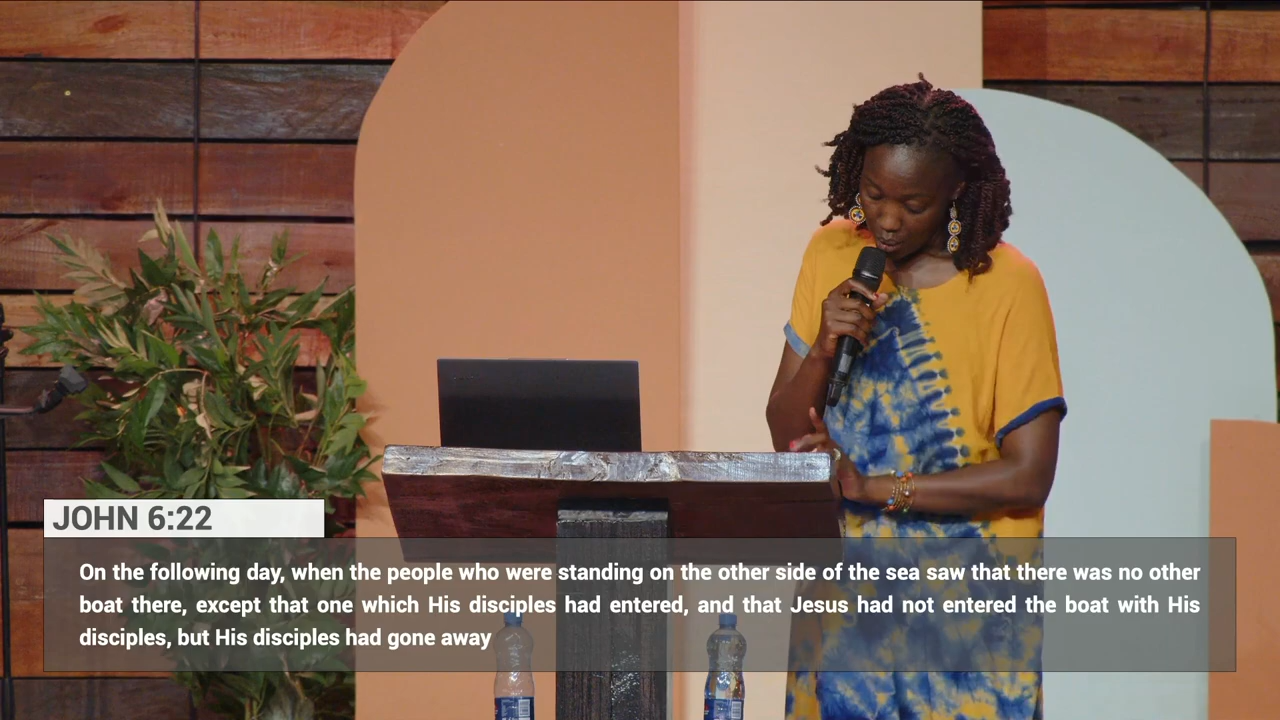 JOHN 6:22
On the following day, when the people who were standing on the other side of the sea saw that there was no other
boat there, except that one which His disciples had entered, and that Jesus had not entered the boat with His
disciples, but His disciples had gone away